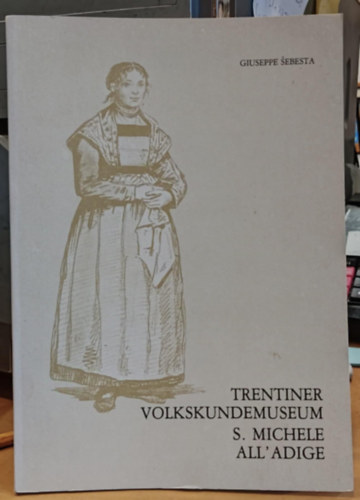 GIUSEPPE ŠEBESTA
TRENTINER
VOLKSKUNDEMUSEUM
S. MICHELE
ALL'ADIGE